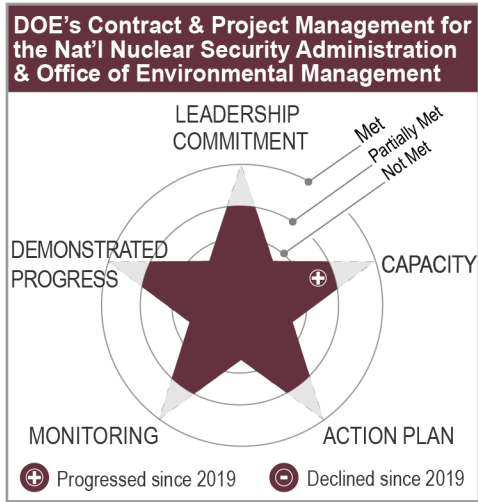 DOE's Contract & Project Management for
the Nat'l Nuclear Security Administration
& Office of Environmental Management
LEADERSHIP
COMMITMENT
Met
Partially Met
Not Met
DEMONSTRATED
PROGRESS
CAPACITY
MONITORING
ACTION PLAN
Progressed since 2019
Declined since 2019